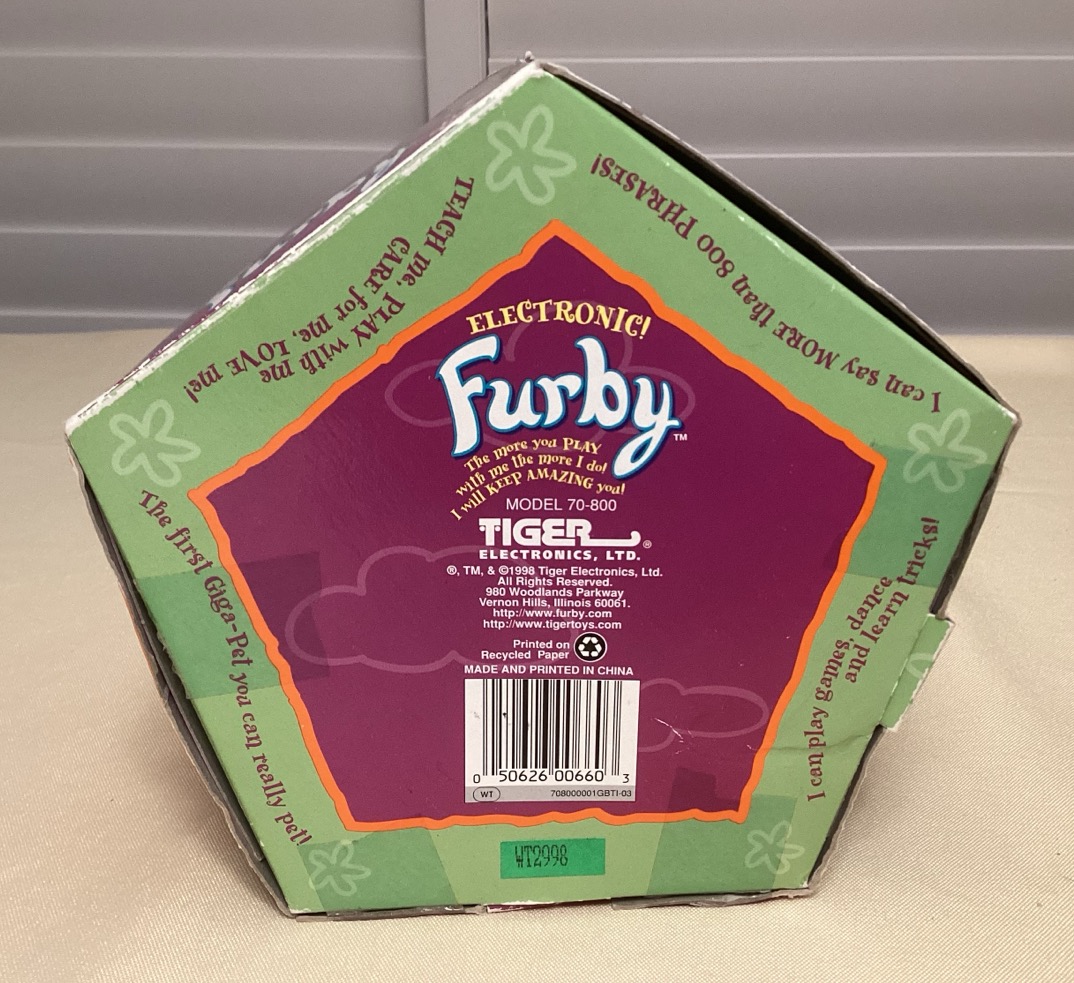 TEACH me, PLAY with me
CARE for me, LOVE me!
I can say MORE than 800 PHRASES!
ELECTRONIC!
Furby™
The more you PLAY
with me the more I do!
I will KEEP AMAZING you!
MODEL 70-800
TIGER®
ELECTRONICS, LTD.
®, TM, & ©1998 Tiger Electronics, Ltd.
All Rights Reserved.
980 Woodlands Parkway
Vernon Hills, Illinois 60061.
http://www.furby.com
http://www.tigertoys.com
Printed on
Recycled Paper
MADE AND PRINTED IN CHINA
0 50626 00660 3
WT
708000001GBTI-03
The first Giga-Pet you can really pet!
I can play games, dance
and learn tricks!
WT2998